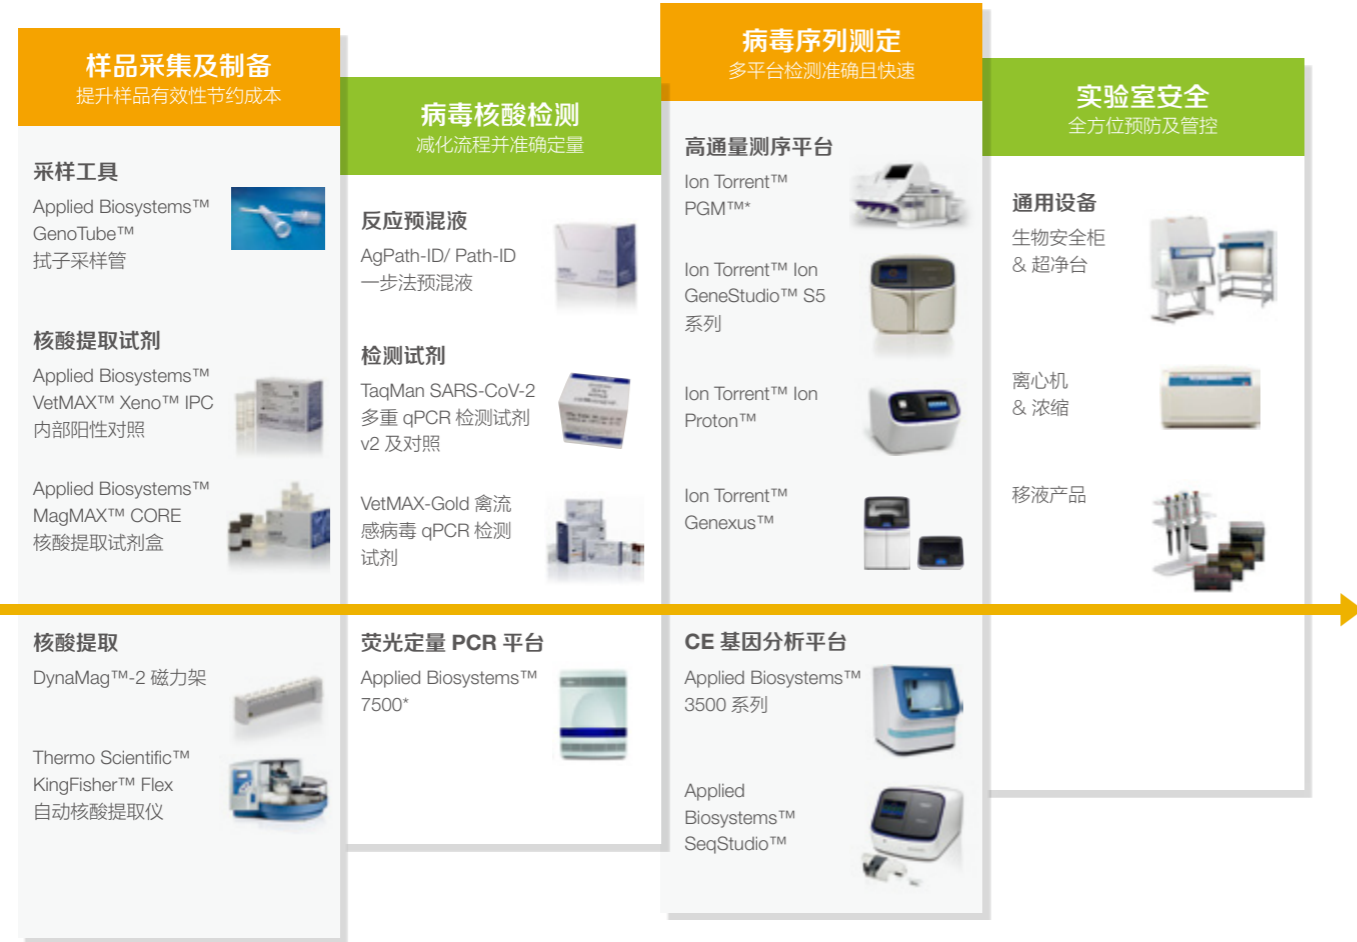 样品采集及制备
提升样品有效性节约成本
采样工具
Applied Biosystems™
GenoTube™
拭子采样管
核酸提取试剂
Applied Biosystems™
VetMAX™ Xeno™ IPC
内部阳性对照
Applied Biosystems™
MagMAX™ CORE
核酸提取试剂盒
核酸提取
DynaMag™-2 磁力架
Thermo Scientific™
KingFisher™ Flex
自动核酸提取仪
病毒核酸检测
减化流程并准确定量
反应预混液
AgPath-ID/ Path-ID
一步法预混液
检测试剂
TaqMan SARS-CoV-2
多重 qPCR 检测试剂
v2 及对照
VetMAX-Gold 禽流
感病毒 qPCR 检测
试剂
荧光定量 PCR 平台
Applied Biosystems™
7500*
病毒序列测定
多平台检测准确且快速
高通量测序平台
Ion Torrent™
PGM™*
Ion Torrent™ Ion
GeneStudio™ S5
系列
Ion Torrent™ Ion
Proton™
Ion Torrent™
Genexus™
CE 基因分析平台
Applied Biosystems™
3500 系列
Applied
Biosystems™
SeqStudio™
实验室安全
全方位预防及管控
通用设备
生物安全柜
& 超净台
离心机
& 浓缩
移液产品